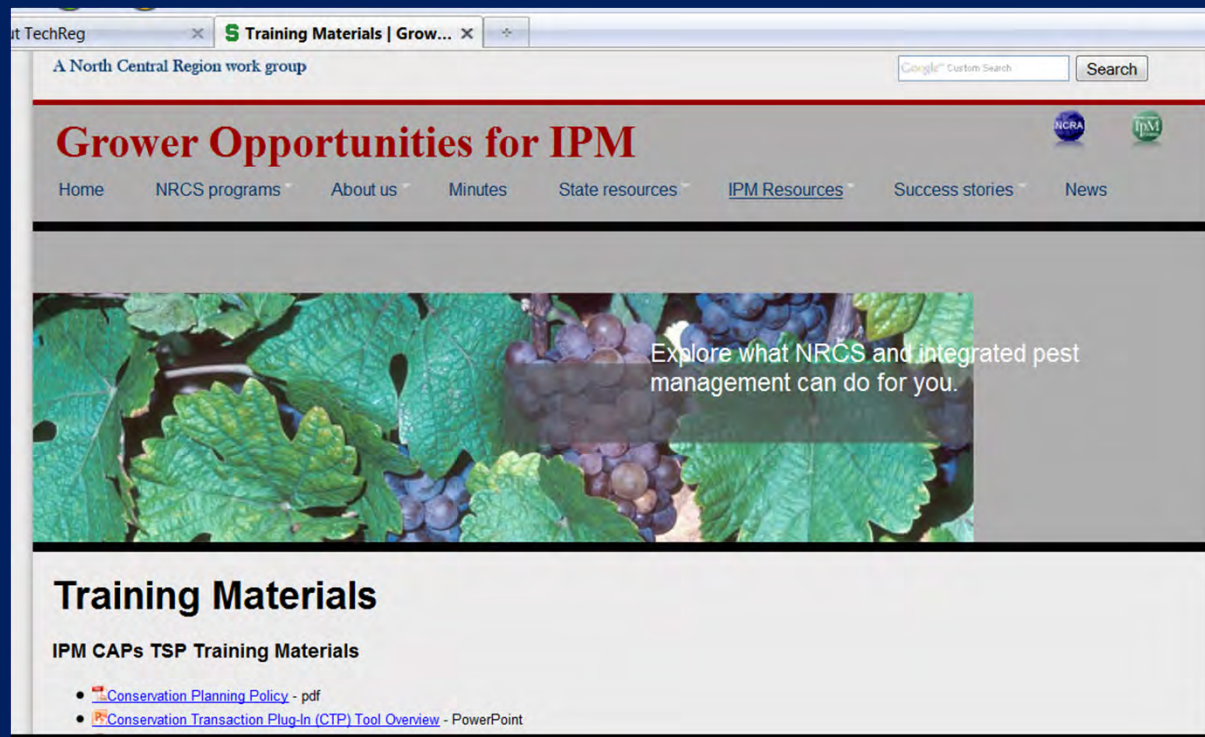 ut TechReg
S Training Materials | Grow...
A North Central Region work group
Google™ Custom Search
Search
Grower Opportunities for IPM
NCRA
IPM
Home NRCS programs About us Minutes State resources IPM Resources Success stories News
Explore what NRCS and integrated pest
management can do for you.
Training Materials
IPM CAPs TSP Training Materials
Conservation Planning Policy - pdf
Conservation Transaction Plug-In (CTP) Tool Overview - PowerPoint